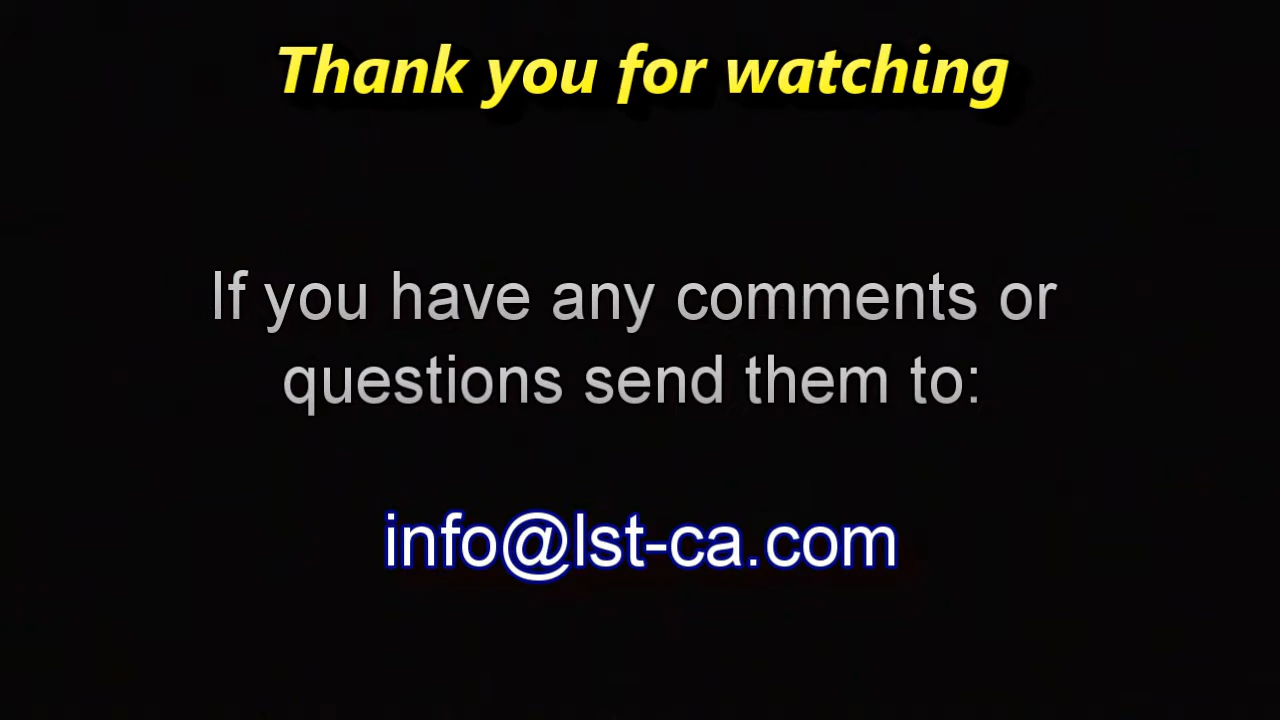 Thank you for watching
If you have any comments or
questions send them to:
info@lst-ca.com